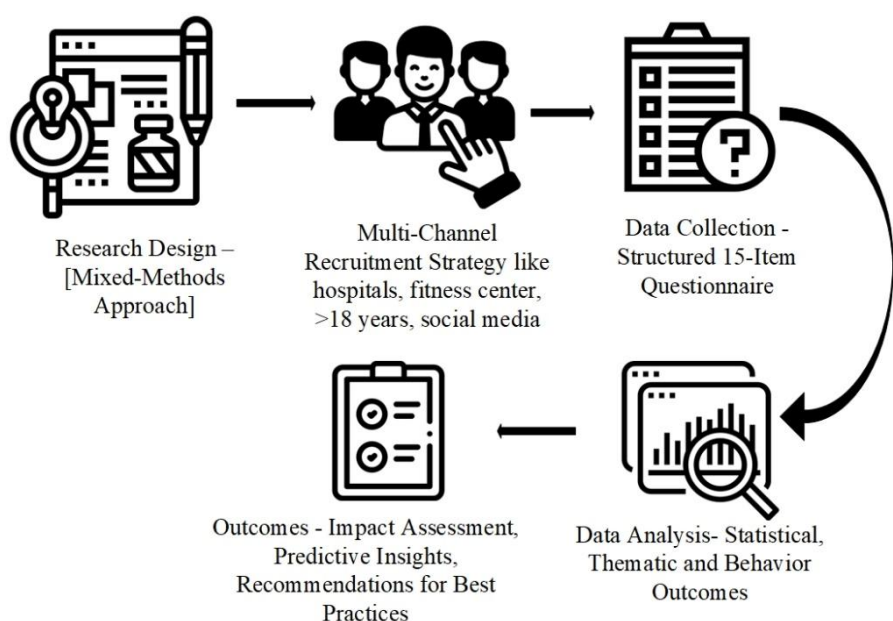 Research Design –
[Mixed-Methods
Approach]
Multi-Channel
Recruitment Strategy like
hospitals, fitness center,
>18 years, social media
Data Collection -
Structured 15-Item
Questionnaire
?
Outcomes - Impact Assessment,
Predictive Insights,
Recommendations for Best
Practices
Data Analysis- Statistical,
Thematic and Behavior
Outcomes